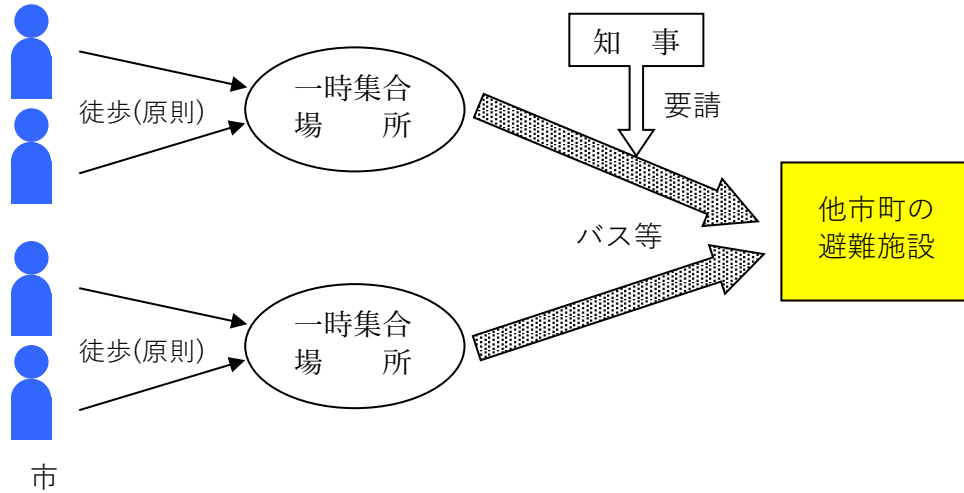 知　事
一時集合
場　　所
徒歩(原則)
要請
他市町の
避難施設
バス等
一時集合
場　　所
徒歩(原則)
市